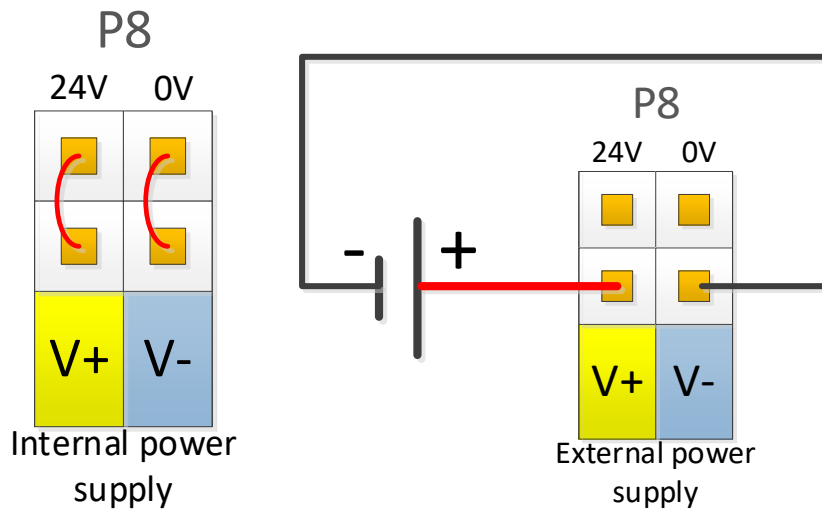 P8
24V 0V
V+ V-
Internal power
supply
P8
24V 0V
- +
V+ V-
External power
supply